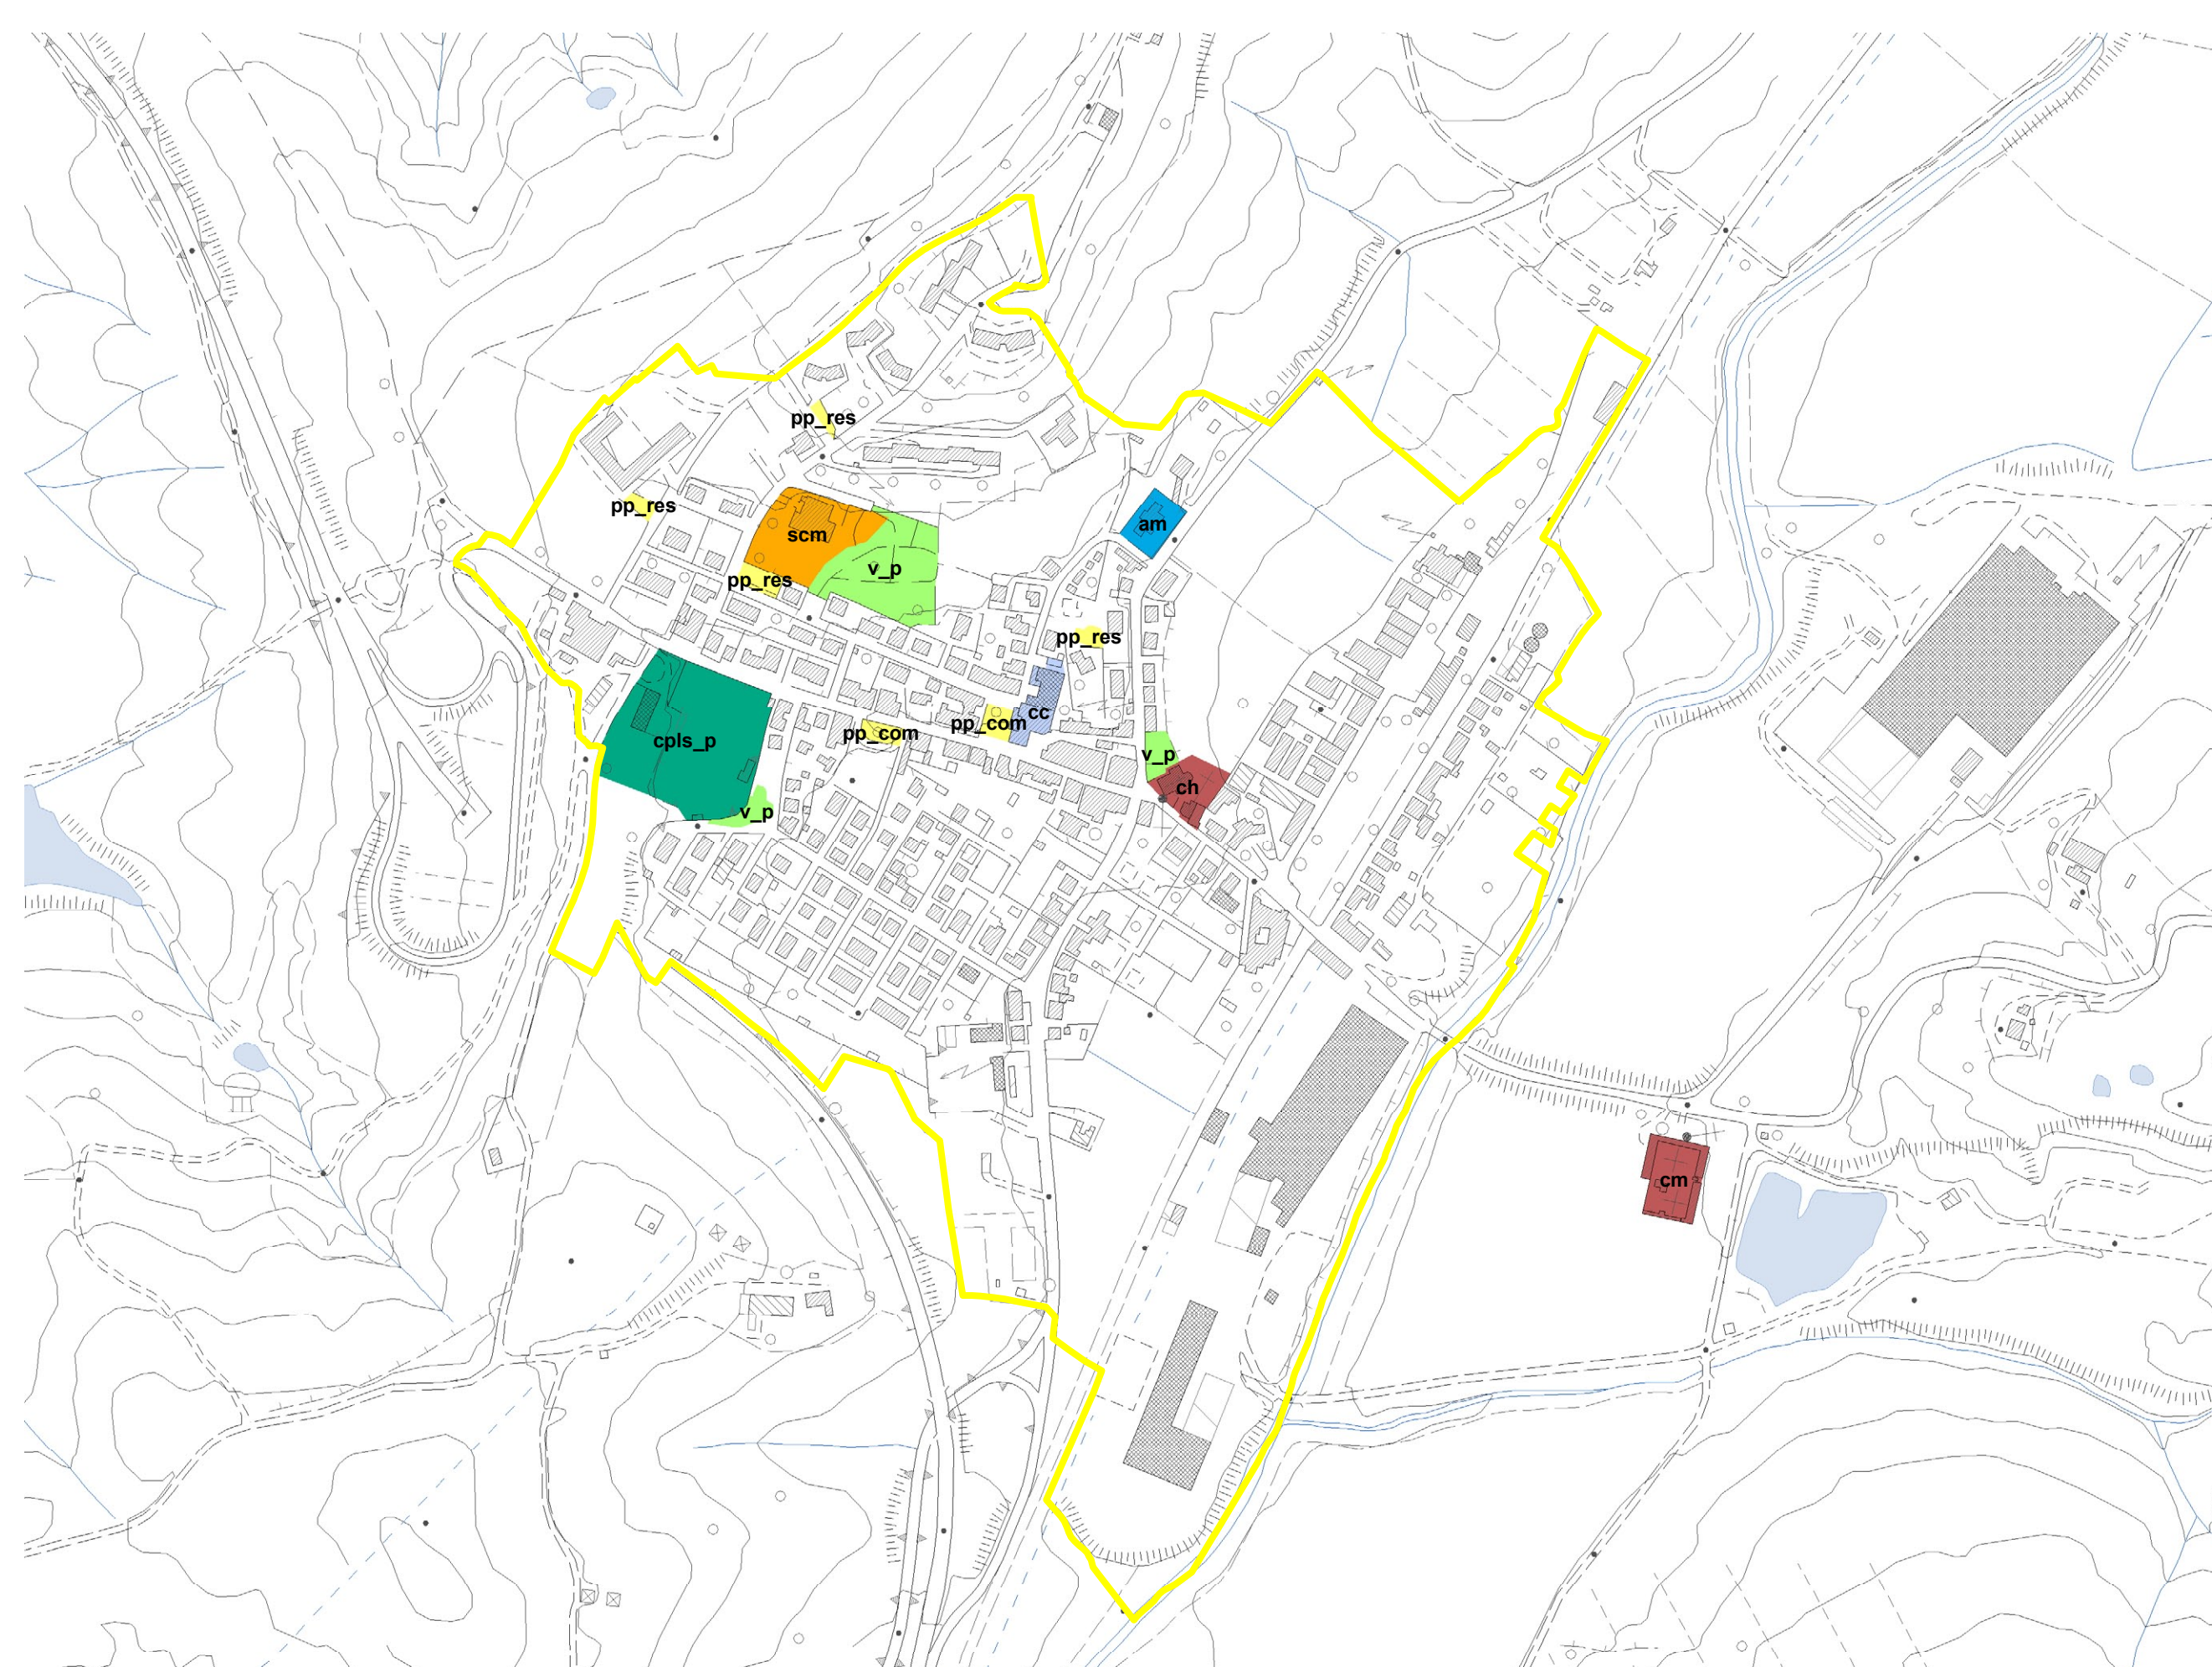 pp_res
pp_res
am
scm
v_p
pp_res
pp_res
cc
pp_com
pp_com
cpls_p
v_p
ch
v_p
cm